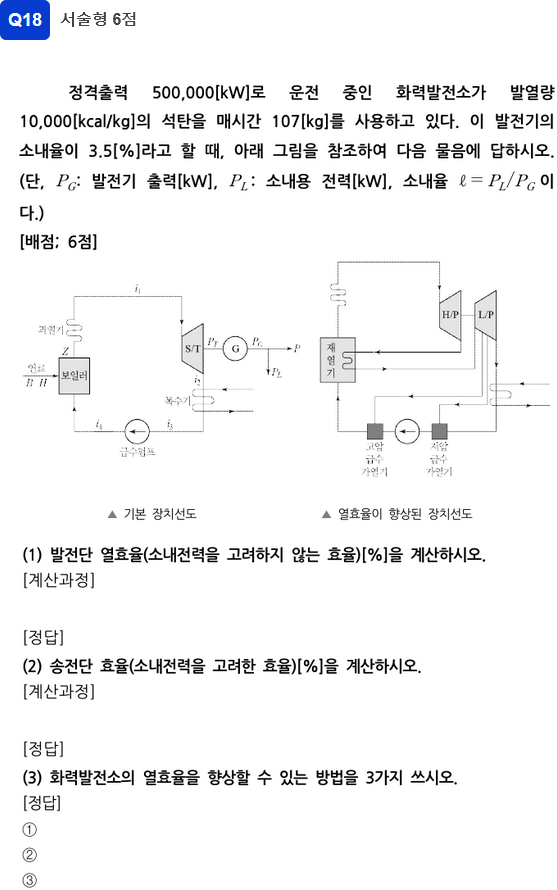 Q18 서술형 6점
정격출력 500,000[kW]로 운전 중인 화력발전소가 발열량
10,000[kcal/kg]의 석탄을 매시간 107[kg]를 사용하고 있다. 이 발전기의
소내율이 3.5[%]라고 할 때, 아래 그림을 참조하여 다음 물음에 답하시오.
(단, P_G: 발전기 출력[kW], P_L: 소내용 전력[kW], 소내율 ℓ = P_L/P_G 이
다.)
[배점; 6점]
i₁
과열기
Z
연료
B H
보일러
S/T
P_T
G
P_G
P
P_L
i₂
복수기
i₄
i₃
급수펌프
H/P
L/P
재
열
기
고압
급수
가열기
저압
급수
가열기
▲ 기본 장치선도
▲ 열효율이 향상된 장치선도
(1) 발전단 열효율(소내전력을 고려하지 않는 효율)[%]을 계산하시오.
[계산과정]
[정답]
(2) 송전단 효율(소내전력을 고려한 효율)[%]을 계산하시오.
[계산과정]
[정답]
(3) 화력발전소의 열효율을 향상할 수 있는 방법을 3가지 쓰시오.
[정답]
①
②
③